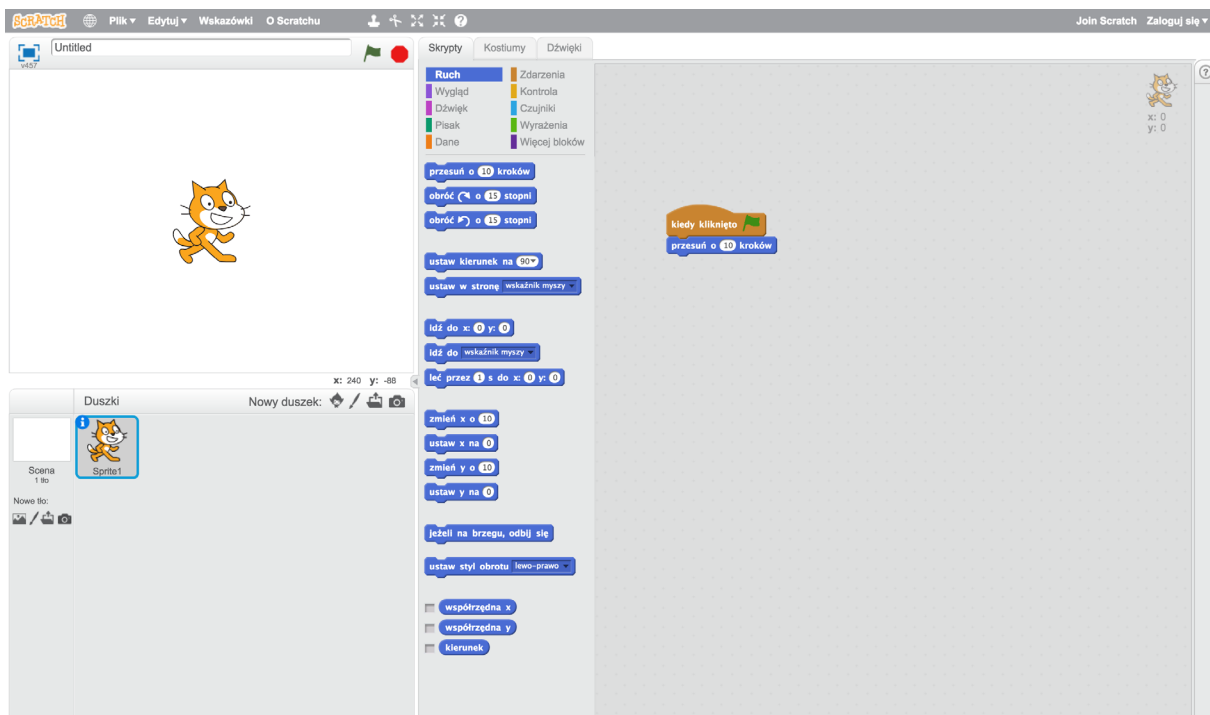 SCRATCH Plik Edytuj Wskazówki O Scratchu Join Scratch Zaloguj się
Untitled
v457
x: 240 y: -88
Duszki Nowy duszek:
Scena
1 tło
Nowe tło:
Sprite1
Skrypty Kostiumy Dźwięki
Ruch Zdarzenia
Wygląd Kontrola
Dźwięk Czujniki
Pisak Wyrażenia
Dane Więcej bloków
przesuń o 10 kroków
obróć o 15 stopni
obróć o 15 stopni
ustaw kierunek na 90
ustaw w stronę wskaźnik myszy
idź do x: 0 y: 0
idź do wskaźnik myszy
leć przez 1 s do x: 0 y: 0
zmień x o 10
ustaw x na 0
zmień y o 10
ustaw y na 0
jeżeli na brzegu, odbij się
ustaw styl obrotu lewo-prawo
współrzędna x
współrzędna y
kierunek
kiedy kliknięto
przesuń o 10 kroków
x: 0
y: 0
?